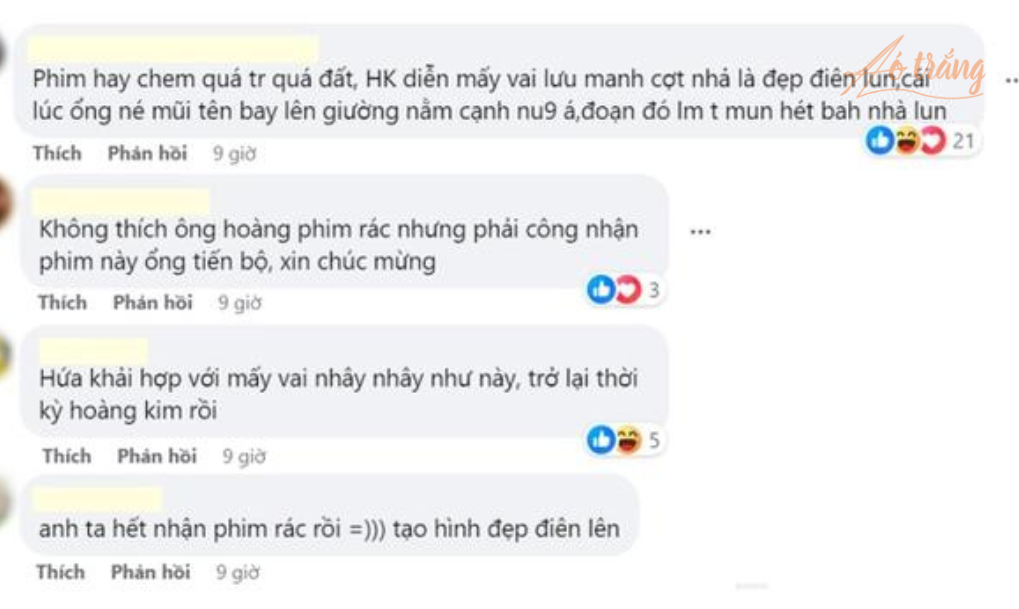 Phim hay chem quá tr quá đất, HK diễn mấy vai lưu manh cợt nhả là đẹp điên lun,cái
lúc ổng né mũi tên bay lên giường nằm cạnh nu9 á,đoạn đó lm t mun hét bah nhà lun
Thích Phản hồi 9 giờ
21
Không thích ông hoàng phim rác nhưng phải công nhận
phim này ổng tiến bộ, xin chúc mừng
Thích Phản hồi 9 giờ
3
Hứa khải hợp với mấy vai nhây nhây như này, trở lại thời
kỳ hoàng kim rồi
Thích Phản hồi 9 giờ
5
anh ta hết nhận phim rác rồi =))) tạo hình đẹp điên lên
Thích Phản hồi 9 giờ